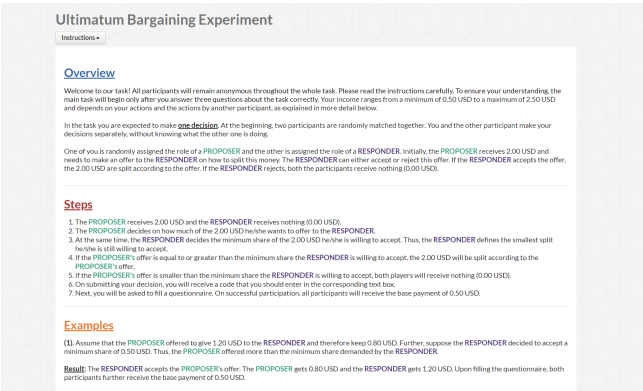 Ultimatum Bargaining Experiment
Instructions
Overview
Welcome to our task! All participants will remain anonymous throughout the whole task. Please read the instructions carefully. To ensure your understanding, the
main task will begin only after you answer three questions about the task correctly. Your income ranges from a minimum of 0.50 USD to a maximum of 2.50 USD
and depends on your actions and the actions by another participant, as explained in more detail below.
In the task you are expected to make one decision. At the beginning, two participants are randomly matched together. You and the other participant make your
decisions separately, without knowing what the other one is doing.
One of you is randomly assigned the role of a PROPOSER and the other is assigned the role of a RESPONDER. Initially, the PROPOSER receives 2.00 USD and
needs to make an offer to the RESPONDER on how to split this money. The RESPONDER can either accept or reject this offer. If the RESPONDER accepts the offer,
the 2.00 USD are split according to the offer. If the RESPONDER rejects, both the participants receive nothing (0.00 USD).
Steps
1. The PROPOSER receives 2.00 USD and the RESPONDER receives nothing (0.00 USD).
2. The PROPOSER decides on how much of the 2.00 USD he/she wants to offer to the RESPONDER.
3. At the same time, the RESPONDER decides the minimum share of the 2.00 USD he/she is willing to accept. Thus, the RESPONDER defines the smallest split
he/she is still willing to accept.
4. If the PROPOSER's offer is equal to or greater than the minimum share the RESPONDER is willing to accept, the 2.00 USD will be split according to the
PROPOSER's offer.
5. If the PROPOSER's offer is smaller than the minimum share the RESPONDER is willing to accept, both players will receive nothing (0.00 USD).
6. On submitting your decision, you will receive a code that you should enter in the corresponding text box.
7. Next, you will be asked to fill a questionnaire. On successful participation, all participants will receive the base payment of 0.50 USD.
Examples
(1). Assume that the PROPOSER offered to give 1.20 USD to the RESPONDER and therefore keep 0.80 USD. Further, suppose the RESPONDER decided to accept a
minimum share of 0.50 USD. Thus, the PROPOSER offered more than the minimum share demanded by the RESPONDER.
Result: The RESPONDER accepts the PROPOSER's offer. The PROPOSER gets 0.80 USD and the RESPONDER gets 1.20 USD. Upon filling the questionnaire, both
participants further receive the base payment of 0.50 USD.